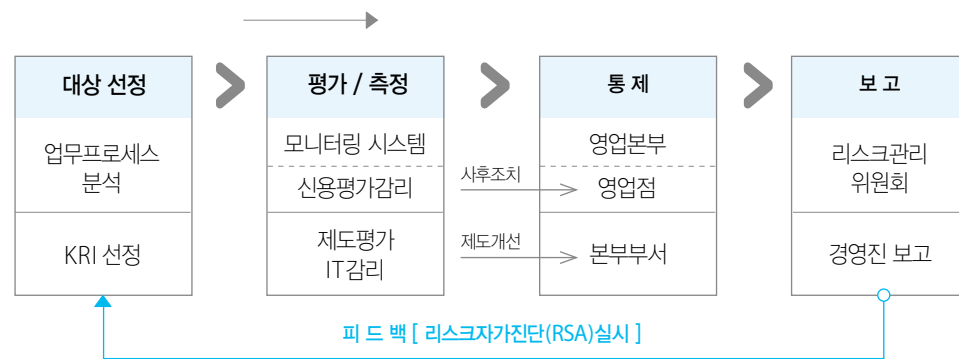 대상 선정
업무프로세스
분석
KRI 선정
평가 / 측정
모니터링 시스템
신용평가감리
제도평가
IT감리
사후조치
제도개선
통 제
영업본부
영업점
본부부서
보 고
리스크관리
위원회
경영진 보고
피 드 백 [ 리스크자가진단(RSA)실시 ]